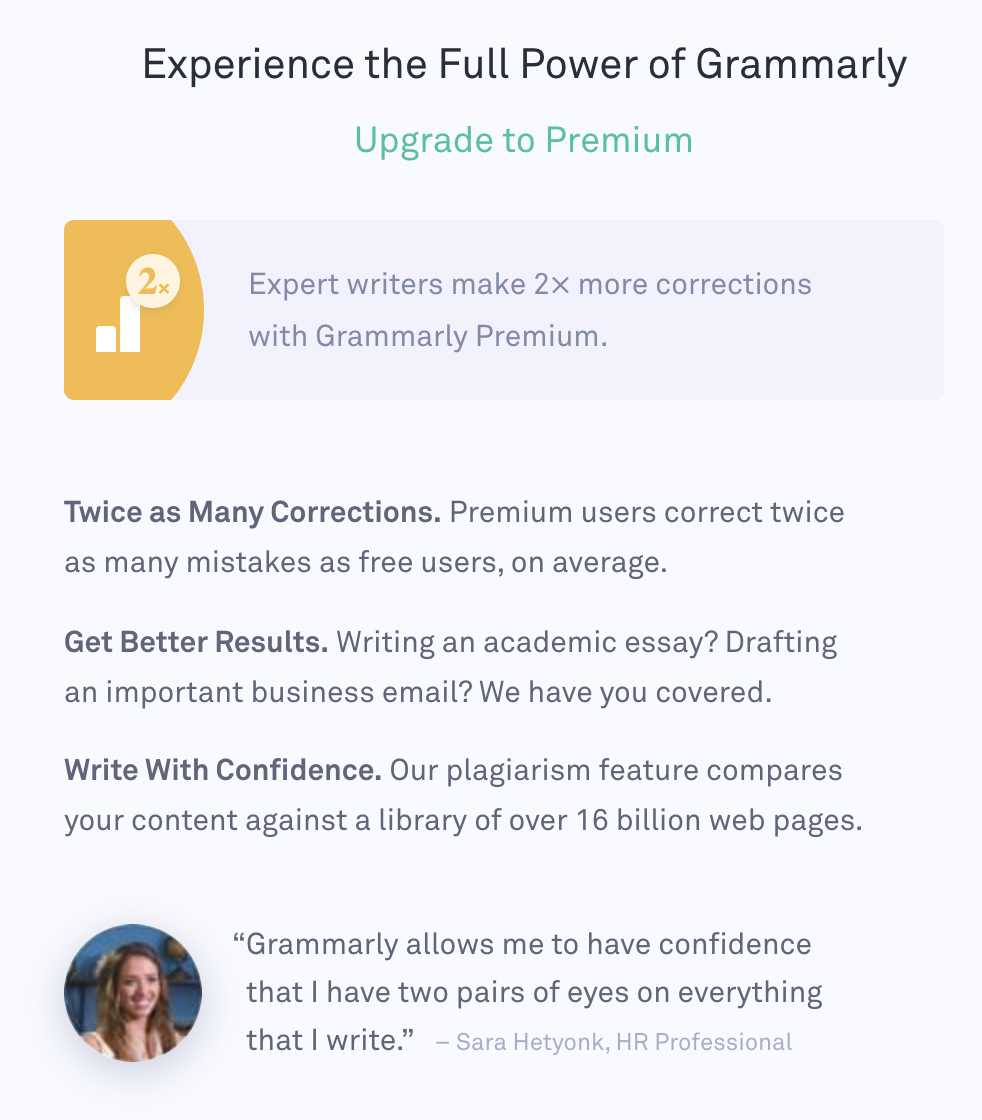 Experience the Full Power of Grammarly
Upgrade to Premium
2×
Expert writers make 2× more corrections
with Grammarly Premium.
Twice as Many Corrections. Premium users correct twice
as many mistakes as free users, on average.
Get Better Results. Writing an academic essay? Drafting
an important business email? We have you covered.
Write With Confidence. Our plagiarism feature compares
your content against a library of over 16 billion web pages.
“Grammarly allows me to have confidence
that I have two pairs of eyes on everything
that I write.” – Sara Hetyonk, HR Professional